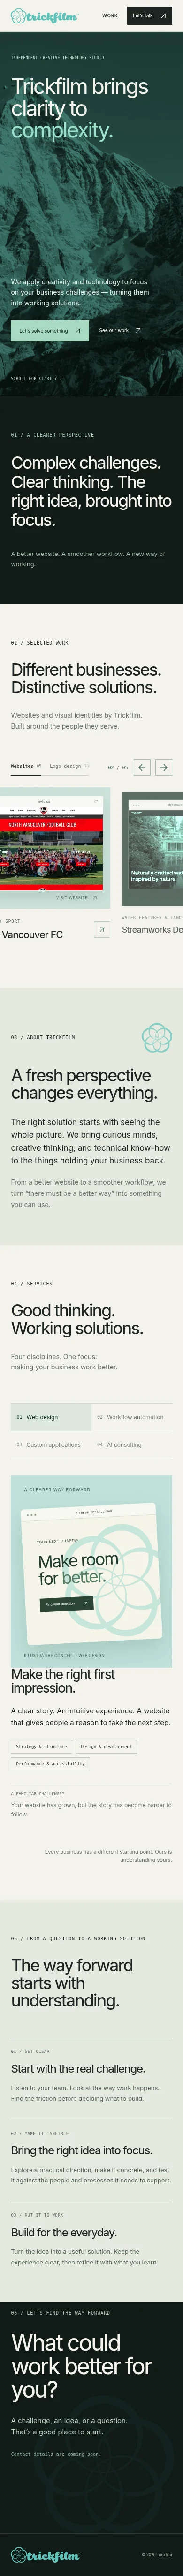 trickfilm
WORK
Let's talk
INDEPENDENT CREATIVE TECHNOLOGY STUDIO
Trickfilm brings
clarity to
complexity.
We apply creativity and technology to focus
on your business challenges — turning them
into working solutions.
Let's solve something
See our work
SCROLL FOR CLARITY ↓
01 / A CLEARER PERSPECTIVE
Complex challenges.
Clear thinking. The
right idea, brought into
focus.
A better website. A smoother workflow. A new way of
working.
02 / SELECTED WORK
Different businesses.
Distinctive solutions.
Websites and visual identities by Trickfilm.
Built around the people they serve.
Websites 05
Logo design
02 / 05
NORTH VANCOUVER FOOTBALL CLUB
VISIT WEBSITE
Naturally crafted water
Inspired by nature.
SPORT
WATER FEATURES &
Vancouver FC
Streamworks De
03 / ABOUT TRICKFILM
A fresh perspective
changes everything.
The right solution starts with seeing the
whole picture. We bring curious minds,
creative thinking, and technical know-how
to the things holding your business back.
From a better website to a smoother workflow, we
turn “there must be a better way” into something
you can use.
04 / SERVICES
Good thinking.
Working solutions.
Four disciplines. One focus:
making your business work better.
01 Web design
02 Workflow automation
03 Custom applications
04 AI consulting
A CLEARER WAY FORWARD
A FRESH PERSPECTIVE
YOUR NEXT CHAPTER
Make room
for better.
Find your direction
ILLUSTRATIVE CONCEPT · WEB DESIGN
Make the right first
impression.
A clear story. An intuitive experience. A website
that gives people a reason to take the next step.
Strategy & structure
Design & development
Performance & accessibility
A FAMILIAR CHALLENGE?
Your website has grown, but the story has become harder to
follow.
Every business has a different starting point. Ours is
understanding yours.
05 / FROM A QUESTION TO A WORKING SOLUTION
The way forward
starts with
understanding.
01 / GET CLEAR
Start with the real challenge.
Listen to your team. Look at the way work happens.
Find the friction before deciding what to build.
02 / MAKE IT TANGIBLE
Bring the right idea into focus.
Explore a practical direction, make it concrete, and test
it against the people and processes it needs to support.
03 / PUT IT TO WORK
Build for the everyday.
Turn the idea into a useful solution. Keep the
experience clear, then refine it with what you learn.
06 / LET'S FIND THE WAY FORWARD
What could
work better for
you?
A challenge, an idea, or a question.
That's a good place to start.
Contact details are coming soon.
trickfilm
© 2026 Trickfilm